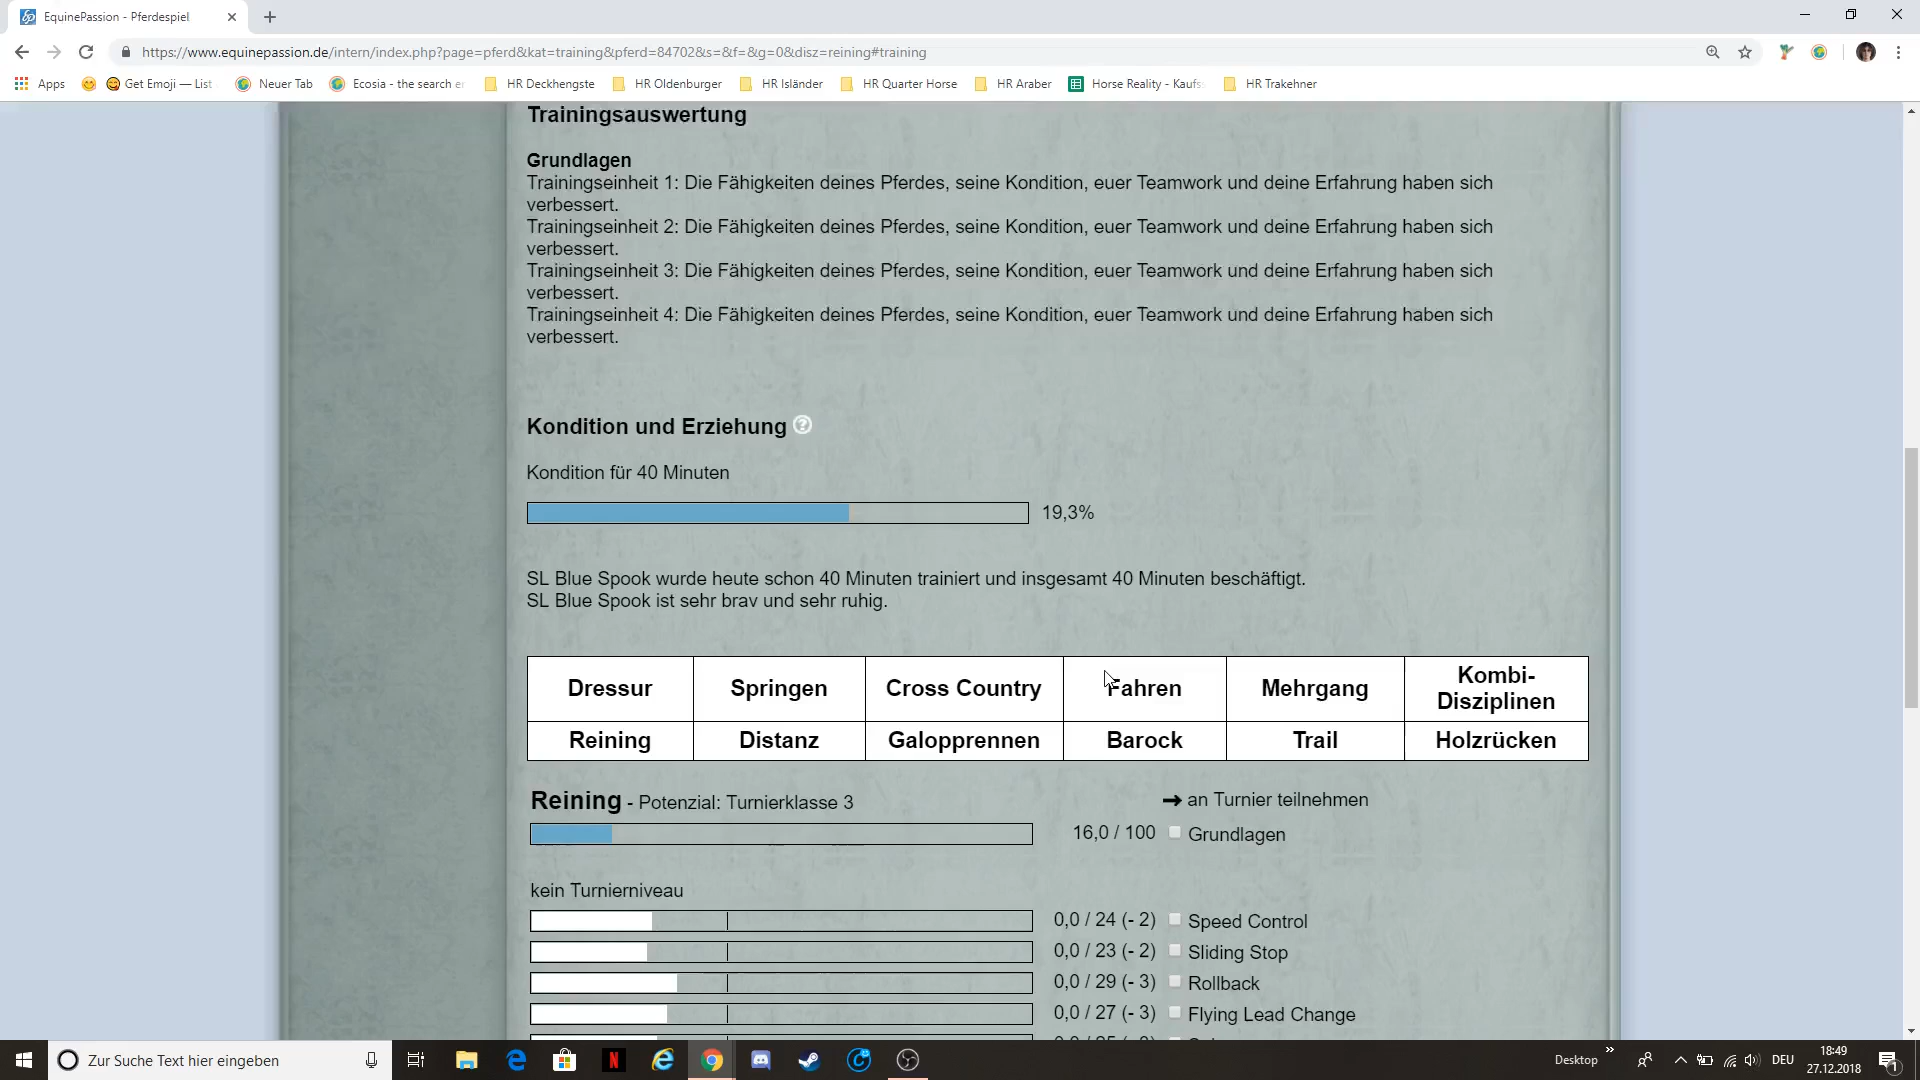 EquinePassion - Pferdespiel
https://www.equinepassion.de/intern/index.php?page=pferd&kat=training&pferd=84702&s=&f=&g=0&disz=reining#training
Apps Get Emoji — List Neuer Tab Ecosia - the search e HR Deckhengste HR Oldenburger HR Isländer HR Quarter Horse HR Araber Horse Reality - Kaufs HR Trakehner
Trainingsauswertung
Grundlagen
Trainingseinheit 1: Die Fähigkeiten deines Pferdes, seine Kondition, euer Teamwork und deine Erfahrung haben sich
verbessert.
Trainingseinheit 2: Die Fähigkeiten deines Pferdes, seine Kondition, euer Teamwork und deine Erfahrung haben sich
verbessert.
Trainingseinheit 3: Die Fähigkeiten deines Pferdes, seine Kondition, euer Teamwork und deine Erfahrung haben sich
verbessert.
Trainingseinheit 4: Die Fähigkeiten deines Pferdes, seine Kondition, euer Teamwork und deine Erfahrung haben sich
verbessert.
Kondition und Erziehung ?
Kondition für 40 Minuten
19,3%
SL Blue Spook wurde heute schon 40 Minuten trainiert und insgesamt 40 Minuten beschäftigt.
SL Blue Spook ist sehr brav und sehr ruhig.
Dressur Springen Cross Country Fahren Mehrgang Kombi-
Disziplinen
Reining Distanz Galopprennen Barock Trail Holzrücken
Reining - Potenzial: Turnierklasse 3 → an Turnier teilnehmen
16,0 / 100 Grundlagen
kein Turnierniveau
0,0 / 24 (- 2) Speed Control
0,0 / 23 (- 2) Sliding Stop
0,0 / 29 (- 3) Rollback
0,0 / 27 (- 3) Flying Lead Change
Zur Suche Text hier eingeben
Desktop » DEU 18:49
27.12.2018 1